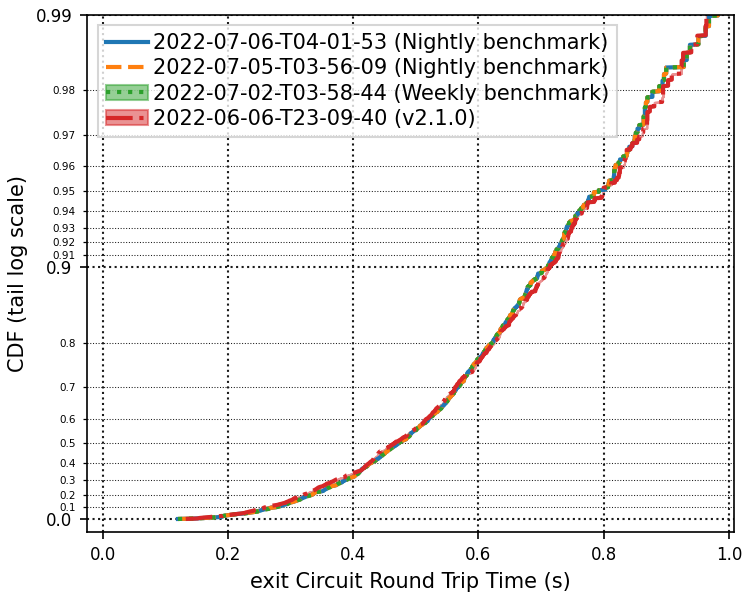 2022-07-06-T04-01-53 (Nightly benchmark)
2022-07-05-T03-56-09 (Nightly benchmark)
2022-07-02-T03-58-44 (Weekly benchmark)
2022-06-06-T23-09-40 (v2.1.0)
CDF (tail log scale)
0.99
0.98
0.97
0.96
0.95
0.94
0.93
0.92
0.91
0.9
0.8
0.7
0.6
0.5
0.4
0.3
0.2
0.1
0.0
0.0 0.2 0.4 0.6 0.8 1.0
exit Circuit Round Trip Time (s)